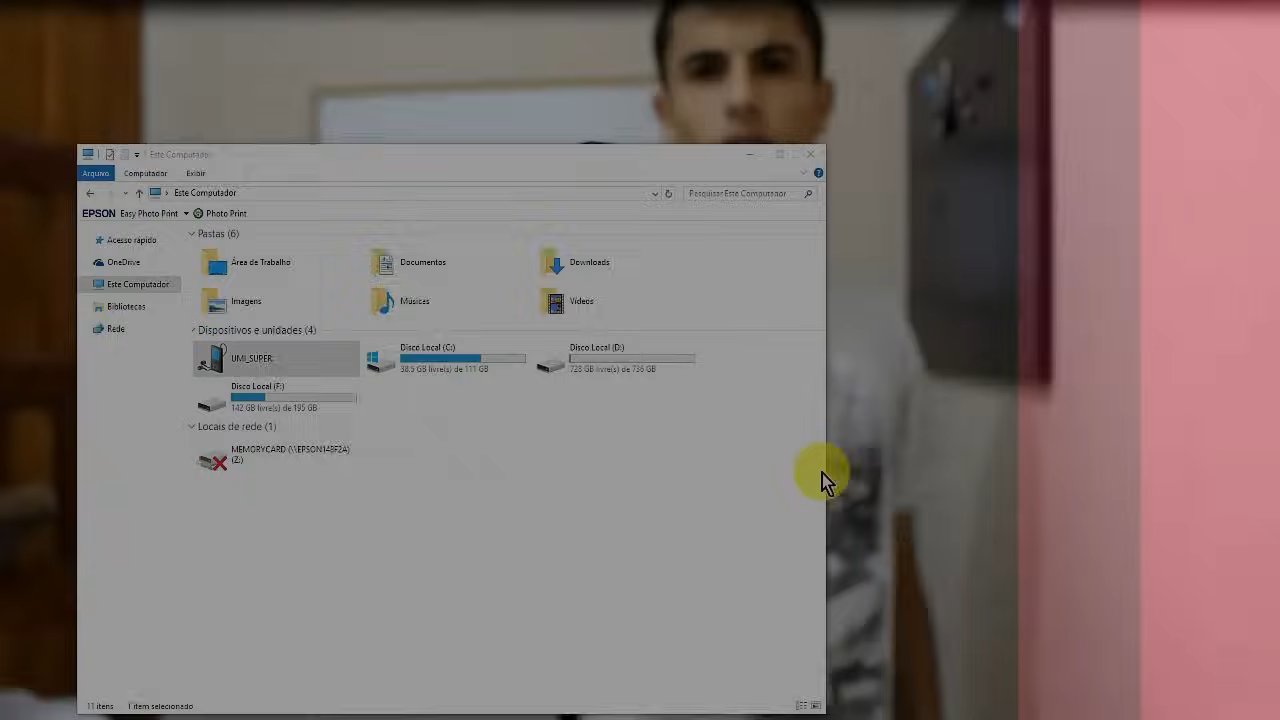 Este Computador
Arquivo Computador Exibir
Este Computador Pesquisar Este Computador
EPSON Easy Photo Print Photo Print
Acesso rápido
OneDrive
Este Computador
Bibliotecas
Rede
Pastas (6)
Área de Trabalho Documentos Downloads
Imagens Músicas Vídeos
Dispositivos e unidades (4)
UMI_SUPER
Disco Local (C:)
38,5 GB livre(s) de 111 GB
Disco Local (D:)
728 GB livre(s) de 736 GB
Disco Local (F:)
142 GB livre(s) de 195 GB
Locais de rede (1)
MEMORYCARD (\\EPSON148F2A)
(Z:)
11 itens 1 item selecionado